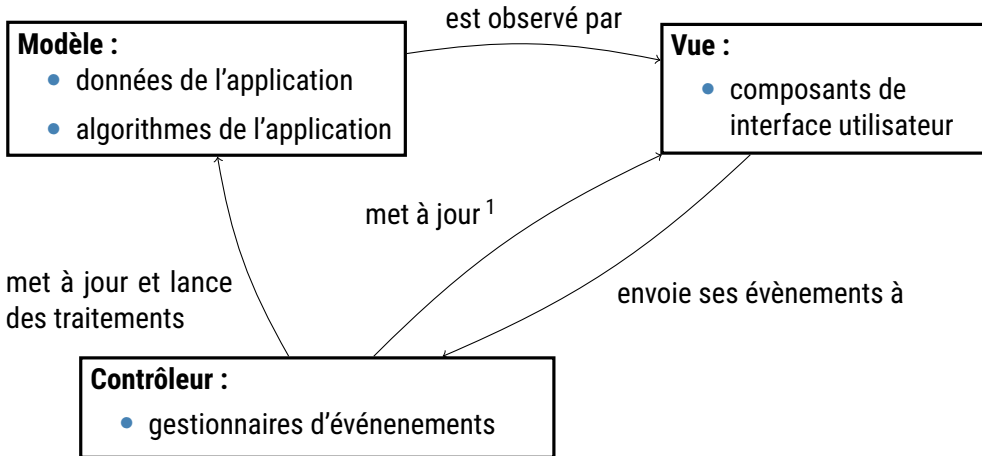 est observé par
Modèle :
données de l’application
algorithmes de l’application
Vue :
composants de
interface utilisateur
met à jour 1
met à jour et lance
des traitements
envoie ses évènements à
Contrôleur :
gestionnaires d’événenements